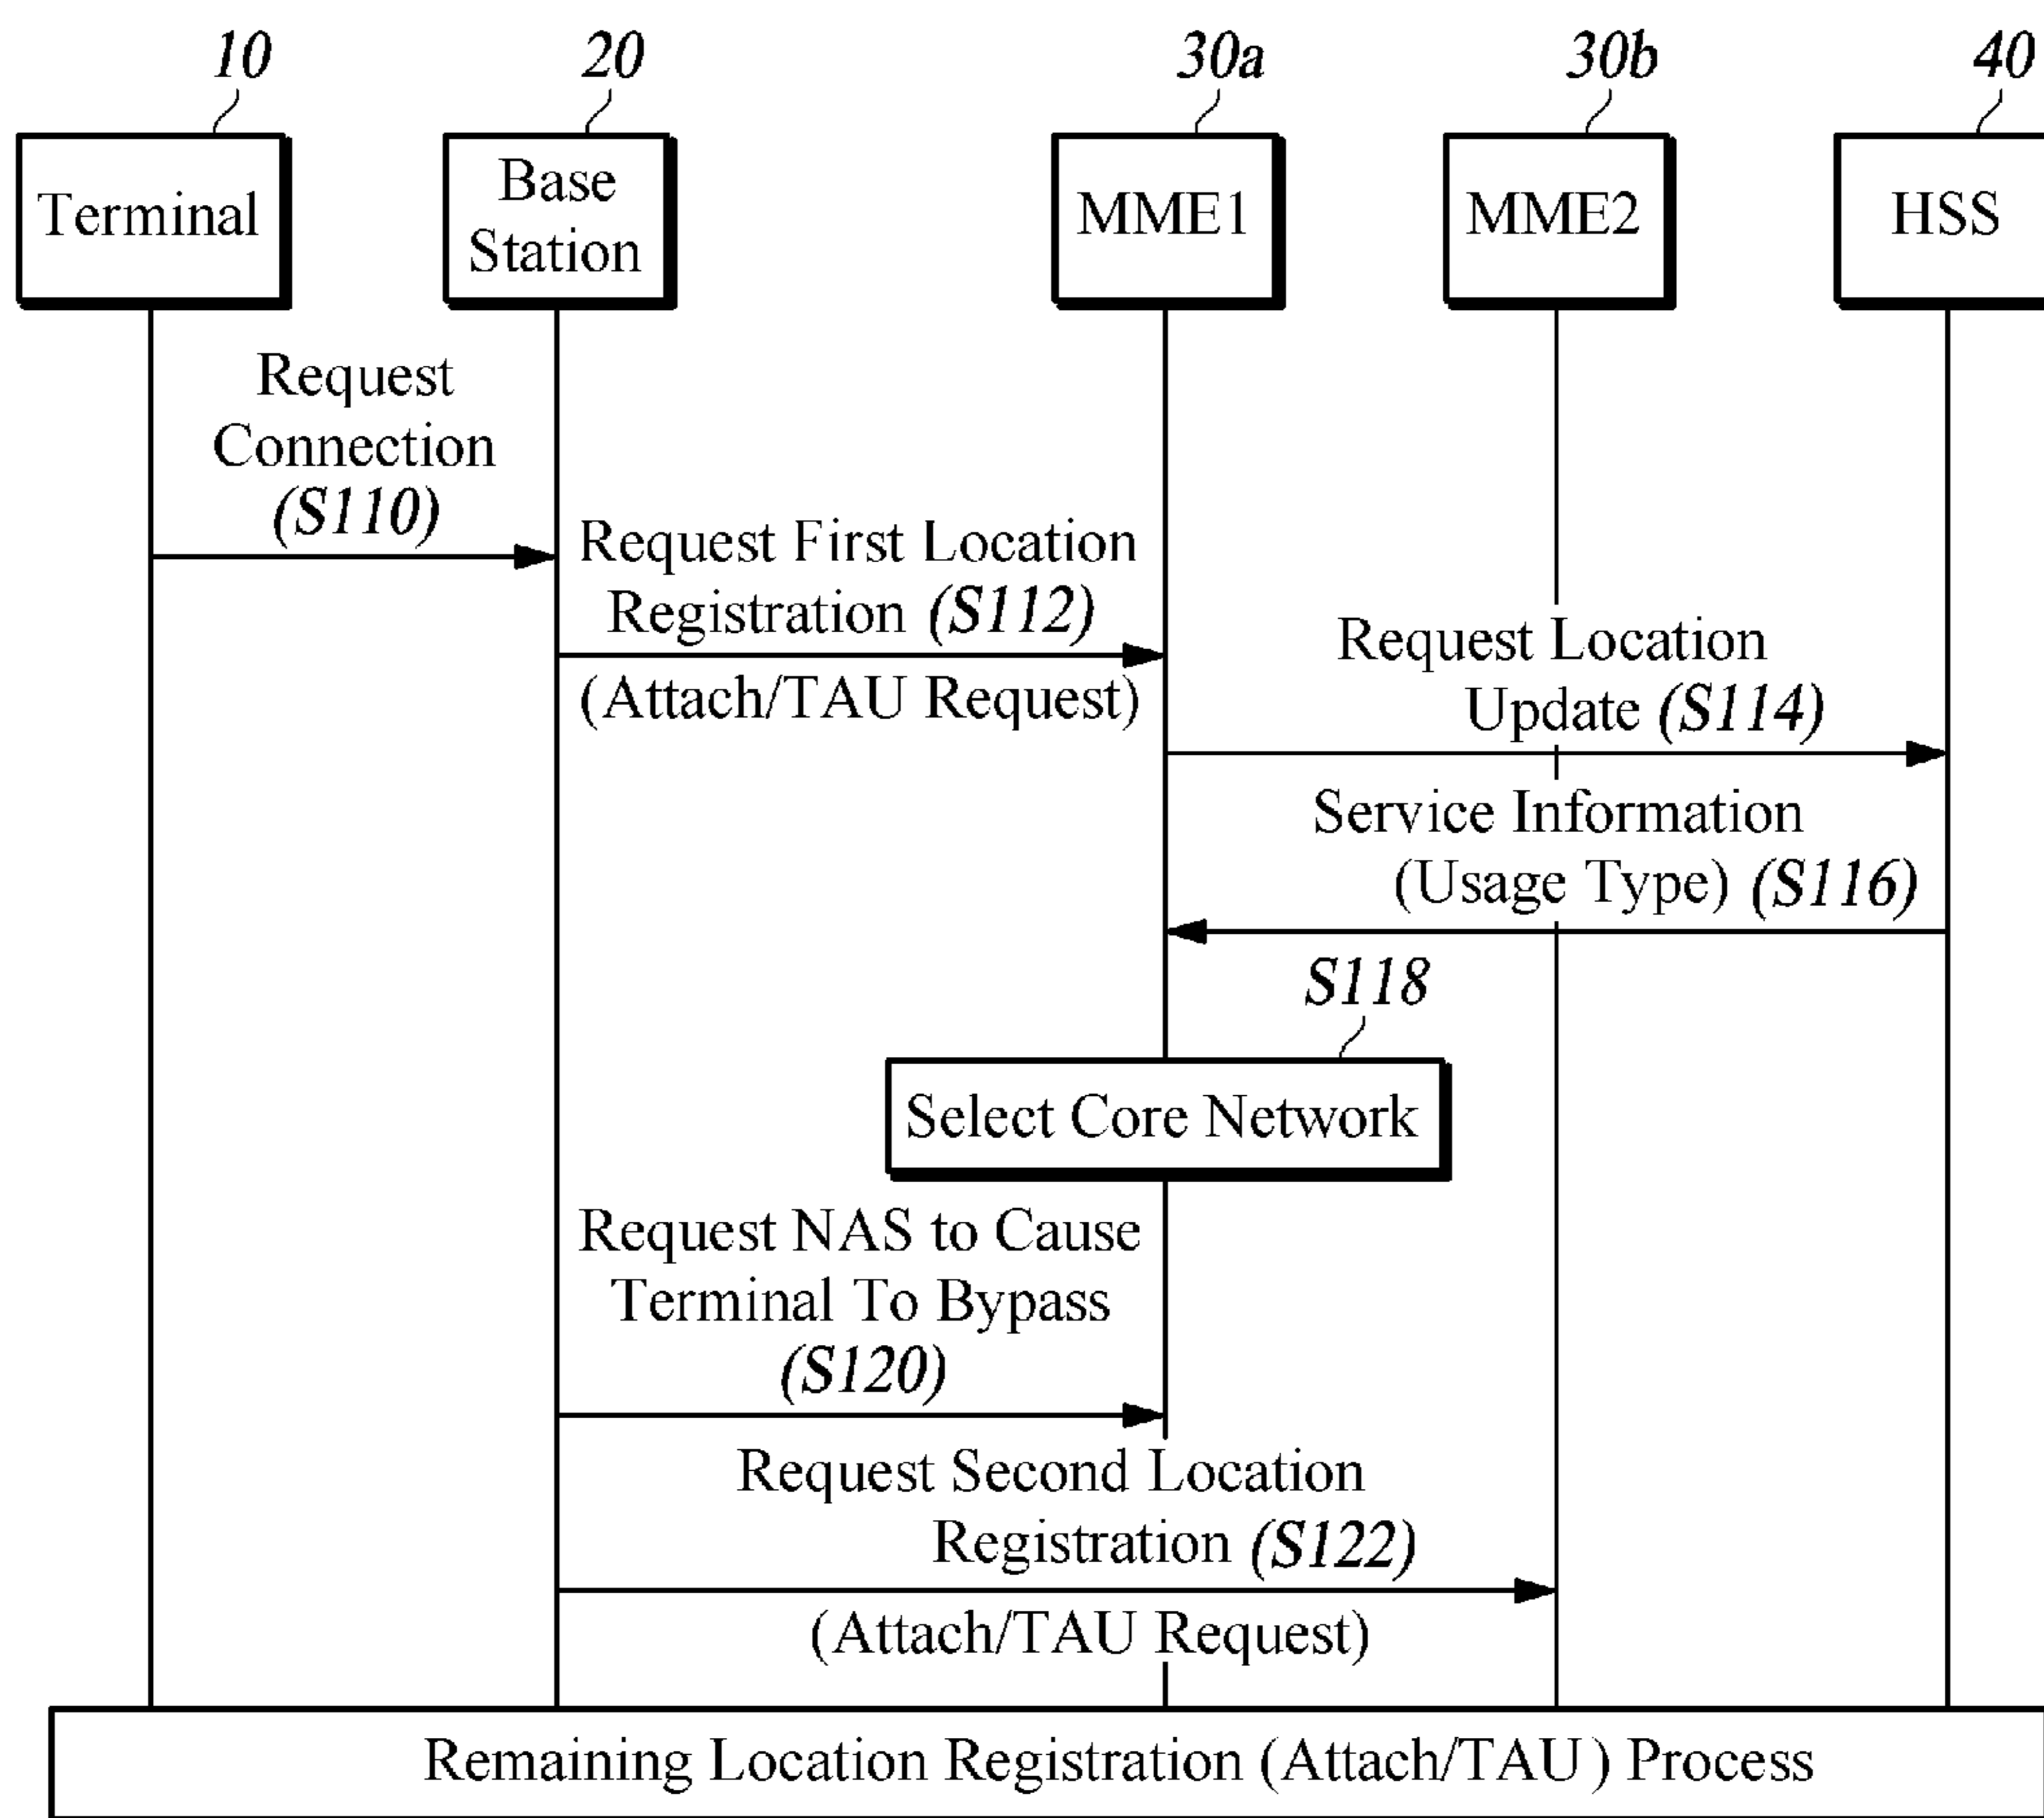 10 20 30a 30b 40
Terminal
Base
Station
MME1
MME2
HSS
Request
Connection
(S110)
Request First Location
Registration (S112)
(Attach/TAU Request)
Request Location
Update (S114)
Service Information
(Usage Type) (S116)
S118
Select Core Network
Request NAS to Cause
Terminal To Bypass
(S120)
Request Second Location
Registration (S122)
(Attach/TAU Request)
Remaining Location Registration (Attach/TAU) Process